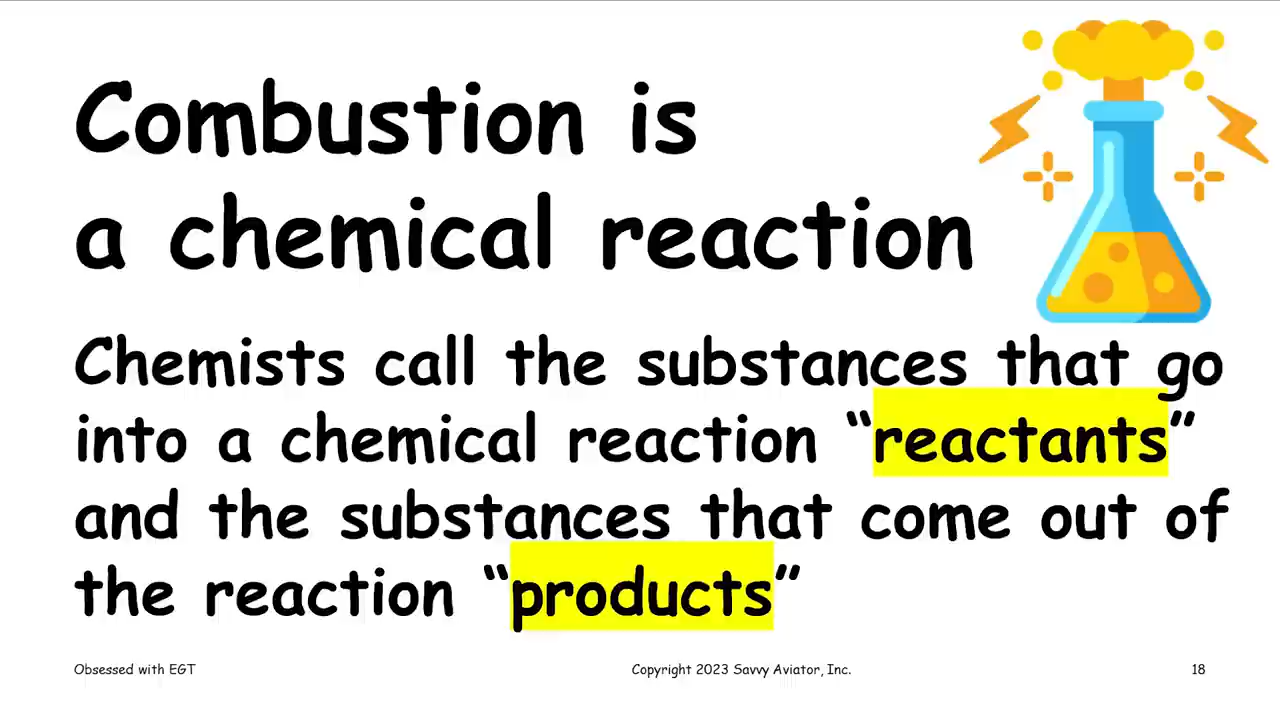 Combustion is
a chemical reaction
Chemists call the substances that go
into a chemical reaction “reactants”
and the substances that come out of
the reaction “products”
Obsessed with EGT
Copyright 2023 Savvy Aviator, Inc.
18